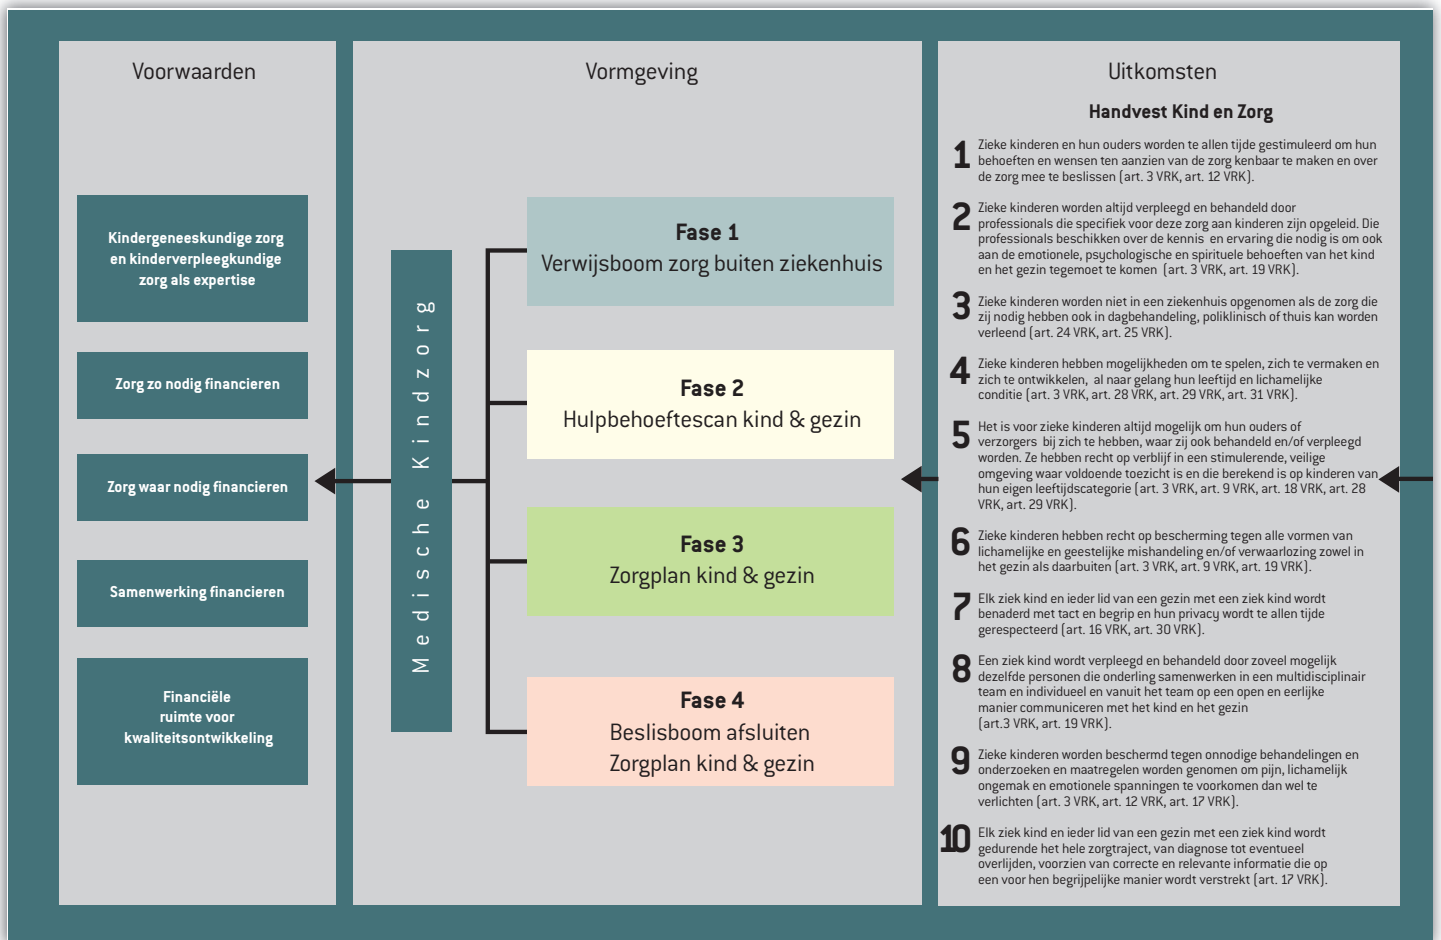 Voorwaarden
Kindergeneeskundige zorg
en kinderverpleegkundige
zorg als expertise
Zorg zo nodig financieren
Zorg waar nodig financieren
Samenwerking financieren
Financiële
ruimte voor
kwaliteitsontwikkeling
Vormgeving
Medische Kindzorg
Fase 1
Verwijsboom zorg buiten ziekenhuis
Fase 2
Hulpbehoeftescan kind & gezin
Fase 3
Zorgplan kind & gezin
Fase 4
Beslisboom afsluiten
Zorgplan kind & gezin
Uitkomsten
Handvest Kind en Zorg
1 Zieke kinderen en hun ouders worden te allen tijde gestimuleerd om hun
behoeften en wensen ten aanzien van de zorg kenbaar te maken en over
de zorg mee te beslissen (art. 3 VRK, art. 12 VRK).
2 Zieke kinderen worden altijd verpleegd en behandeld door
professionals die specifiek voor deze zorg aan kinderen zijn opgeleid. Die
professionals beschikken over de kennis en ervaring die nodig is om ook
aan de emotionele, psychologische en spirituele behoeften van het kind
en het gezin tegemoet te komen (art. 3 VRK, art. 19 VRK).
3 Zieke kinderen worden niet in een ziekenhuis opgenomen als de zorg die
zij nodig hebben ook in dagbehandeling, poliklinisch of thuis kan worden
verleend (art. 24 VRK, art. 25 VRK).
4 Zieke kinderen hebben mogelijkheden om te spelen, zich te vermaken en
zich te ontwikkelen, al naar gelang hun leeftijd en lichamelijke
conditie (art. 3 VRK, art. 28 VRK, art. 29 VRK, art. 31 VRK).
5 Het is voor zieke kinderen altijd mogelijk om hun ouders of
verzorgers bij zich te hebben, waar zij ook behandeld en/of verpleegd
worden. Ze hebben recht op verblijf in een stimulerende, veilige
omgeving waar voldoende toezicht is en die berekend is op kinderen van
hun eigen leeftijdscategorie (art. 3 VRK, art. 9 VRK, art. 18 VRK, art. 28
VRK, art. 29 VRK).
6 Zieke kinderen hebben recht op bescherming tegen alle vormen van
lichamelijke en geestelijke mishandeling en/of verwaarlozing zowel in
het gezin als daarbuiten (art. 3 VRK, art. 9 VRK, art. 19 VRK).
7 Elk ziek kind en ieder lid van een gezin met een ziek kind wordt
benaderd met tact en begrip en hun privacy wordt te allen tijde
gerespecteerd (art. 16 VRK, art. 30 VRK).
8 Een ziek kind wordt verpleegd en behandeld door zoveel mogelijk
dezelfde personen die onderling samenwerken in een multidisciplinair
team en individueel en vanuit het team op een open en eerlijke
manier communiceren met het kind en het gezin
(art.3 VRK, art. 19 VRK).
9 Zieke kinderen worden beschermd tegen onnodige behandelingen en
onderzoeken en maatregelen worden genomen om pijn, lichamelijk
ongemak en emotionele spanningen te voorkomen dan wel te
verlichten (art. 3 VRK, art. 12 VRK, art. 17 VRK).
10 Elk ziek kind en ieder lid van een gezin met een ziek kind wordt
gedurende het hele zorgtraject, van diagnose tot eventueel
overlijden, voorzien van correcte en relevante informatie die op
een voor hen begrijpelijke manier wordt verstrekt (art. 17 VRK).